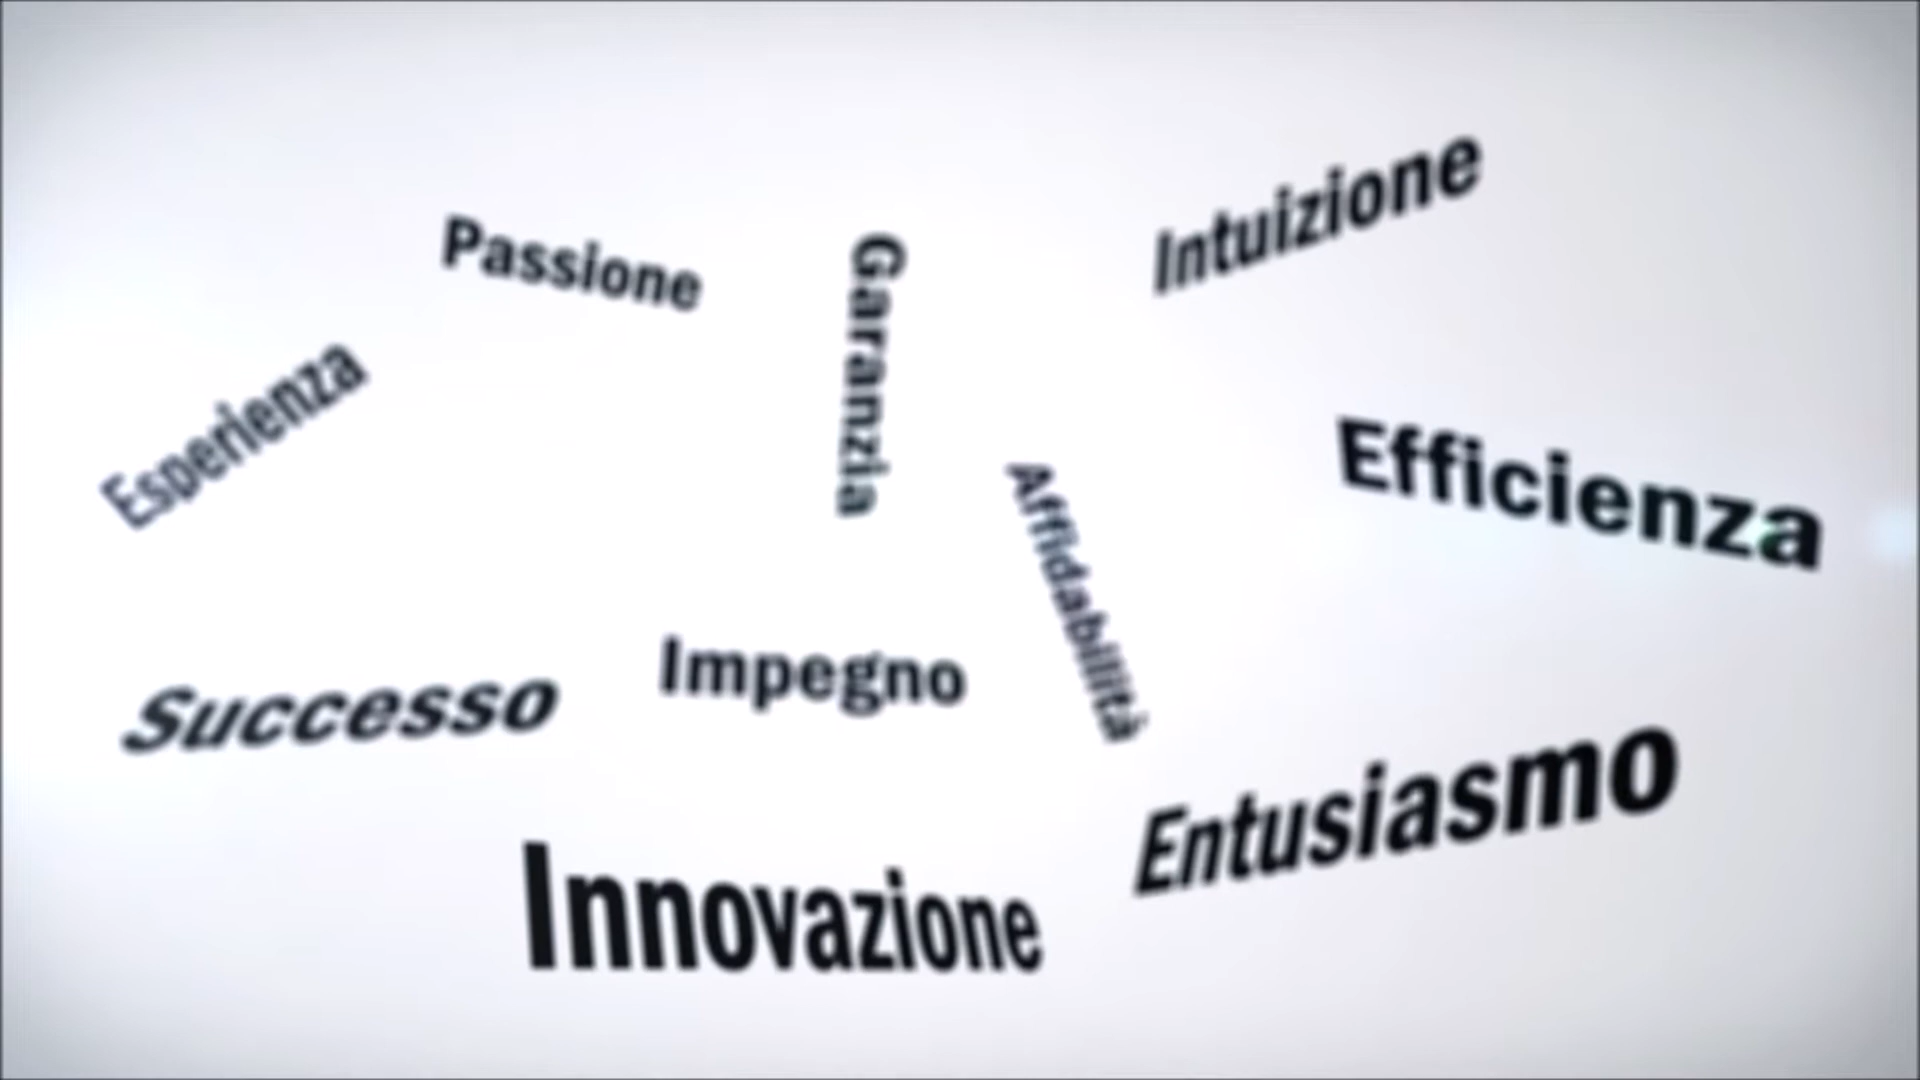 Intuizione
Passione
Garanzia
Esperienza
Efficienza
Affidabilità
Impegno
Successo
Entusiasmo
Innovazione